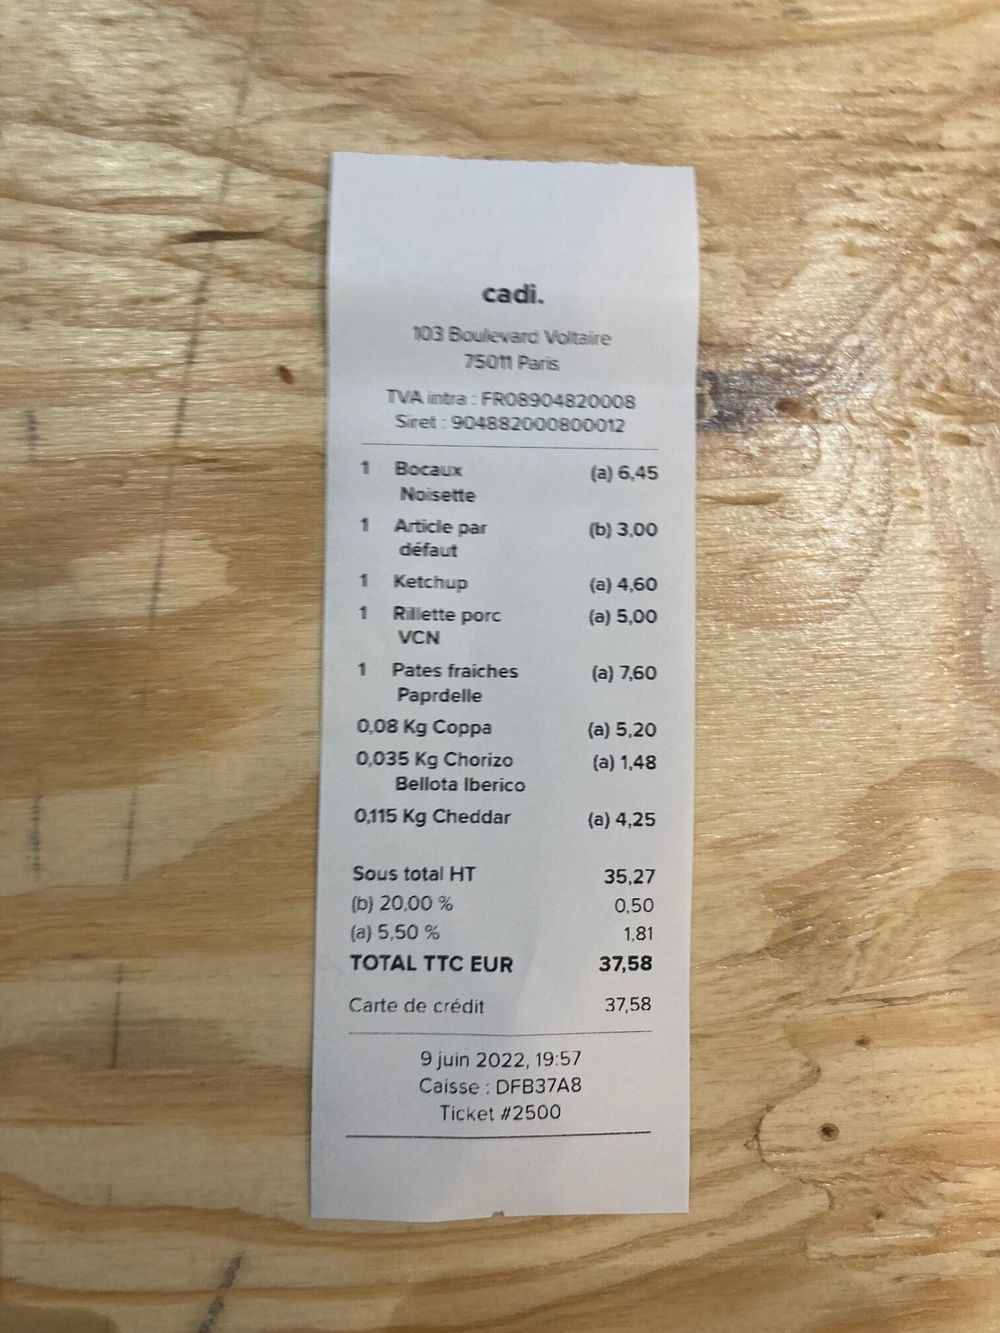 cadi.
103 Boulevard Voltaire
75011 Paris
TVA intra : FR08904820008
Siret : 904882000800012
1 Bocaux (a) 6,45
Noisette
1 Article par (b) 3,00
défaut
1 Ketchup (a) 4,60
1 Rillette porc (a) 5,00
VCN
1 Pates fraiches (a) 7,60
Paprdelle
0,08 Kg Coppa (a) 5,20
0,035 Kg Chorizo (a) 1,48
Bellota Iberico
0,115 Kg Cheddar (a) 4,25
Sous total HT 35,27
(b) 20,00 % 0,50
(a) 5,50 % 1,81
TOTAL TTC EUR 37,58
Carte de crédit 37,58
9 juin 2022, 19:57
Caisse : DFB37A8
Ticket #2500